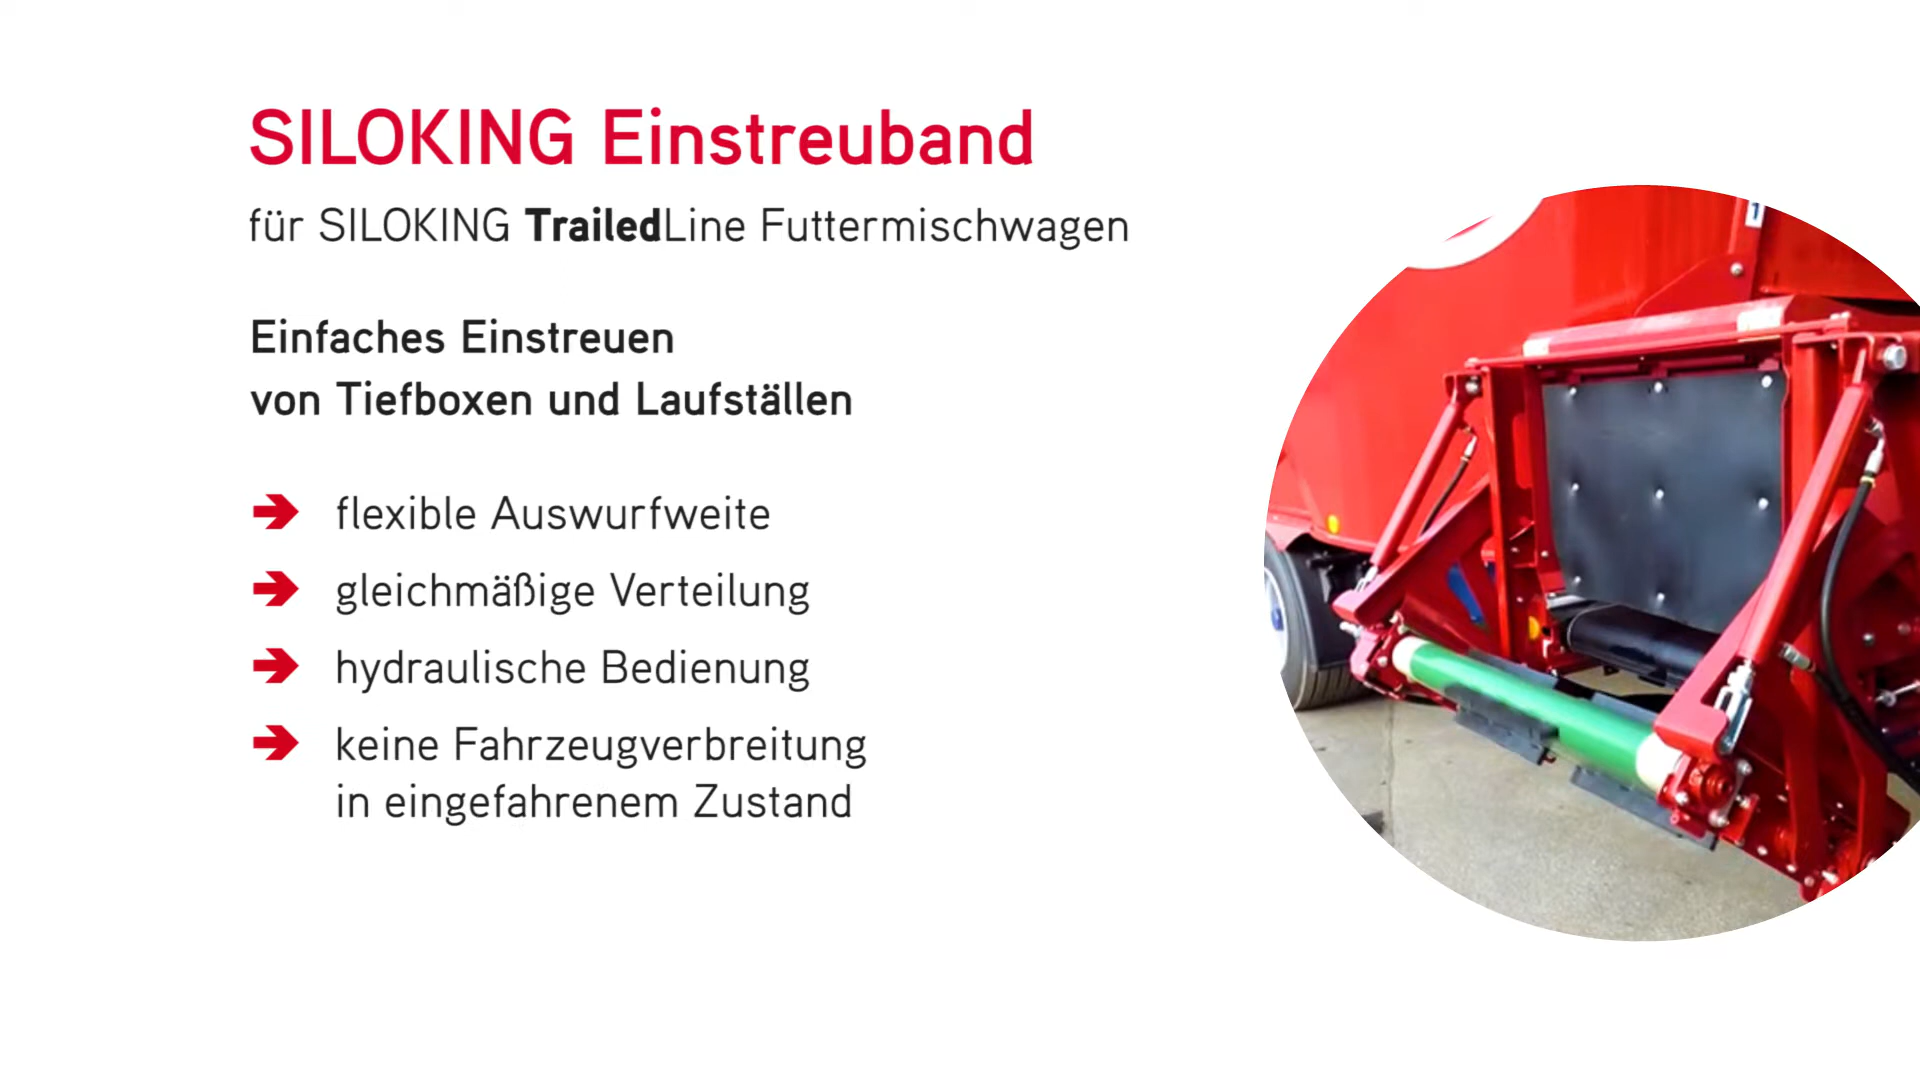 SILOKING Einstreuband
für SILOKING TrailedLine Futtermischwagen
Einfaches Einstreuen
von Tiefboxen und Laufställen
flexible Auswurfweite
gleichmäßige Verteilung
hydraulische Bedienung
keine Fahrzeugverbreitung
in eingefahrenem Zustand